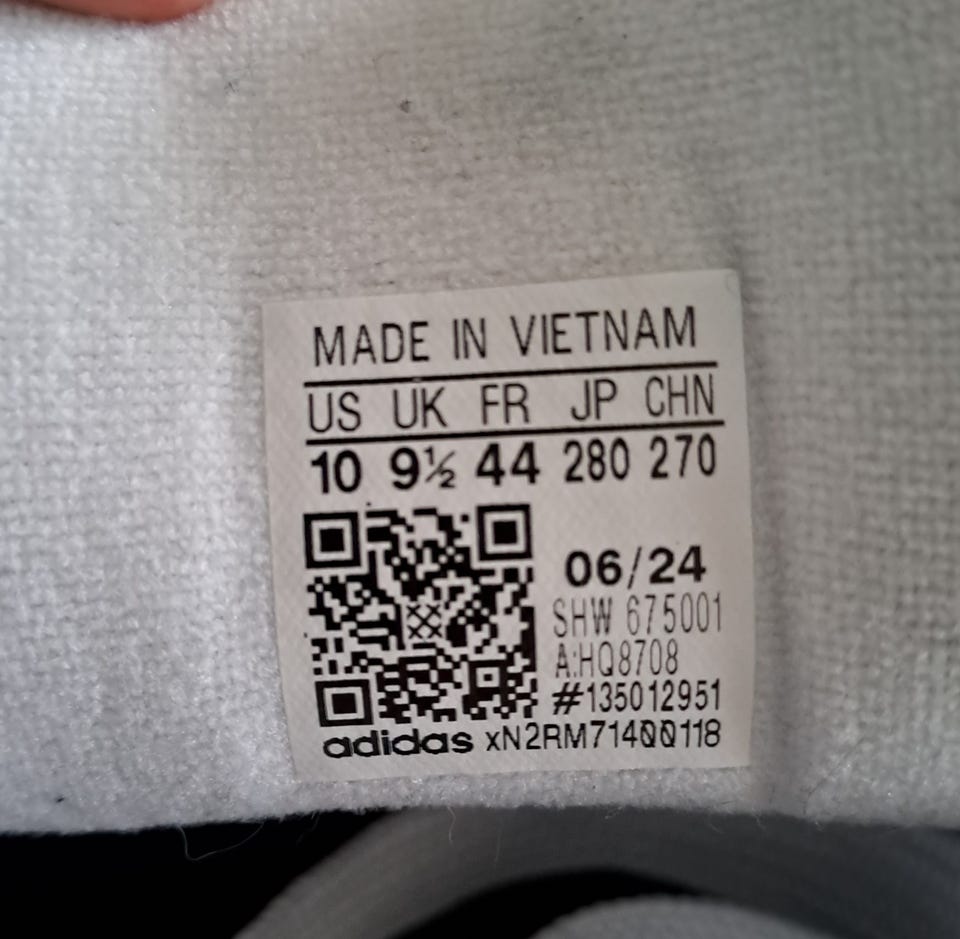 MADE IN VIETNAM
US UK FR JP CHN
10 9½ 44 280 270
06/24
SHW 675001
A:HQ8708
#135012951
adidas xN2RM71400118